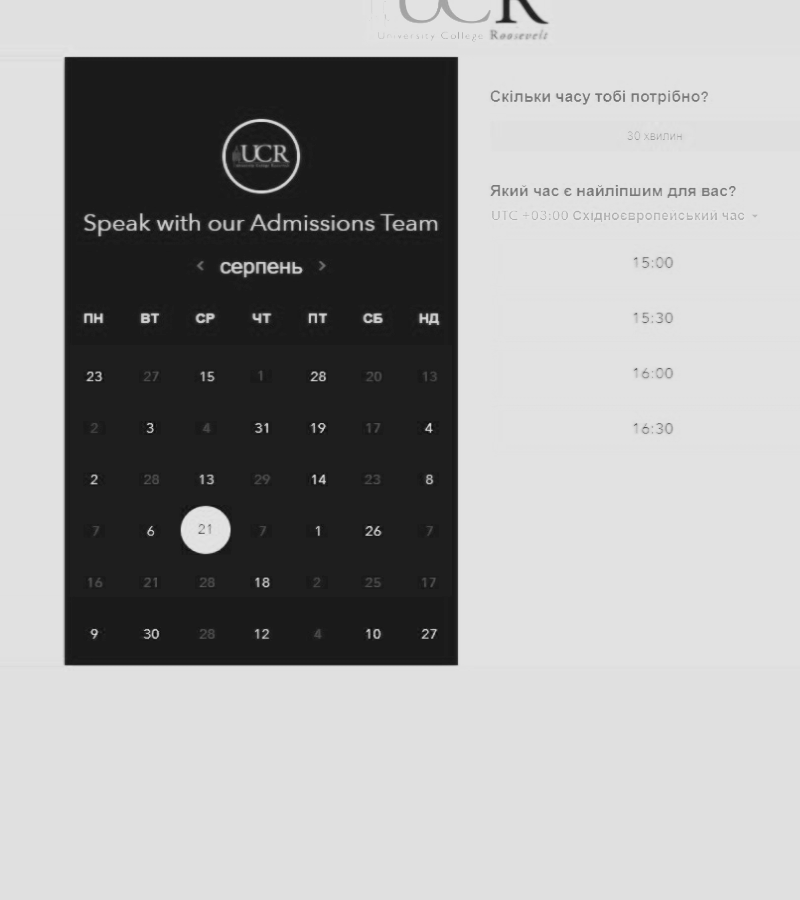 UCR
University College Roosevelt
UCR
Speak with our Admissions Team
< серпень >
ПН ВТ СР ЧТ ПТ СБ НД
23 27 15 1 28 20 13
2 3 4 31 19 17 4
2 28 13 29 14 23 8
7 6 21 7 1 26 7
16 21 28 18 2 25 17
9 30 28 12 4 10 27
Скільки часу тобі потрібно?
30 хвилин
Який час є найліпшим для вас?
UTC +03:00 Східноєвропейський час
15:00
15:30
16:00
16:30